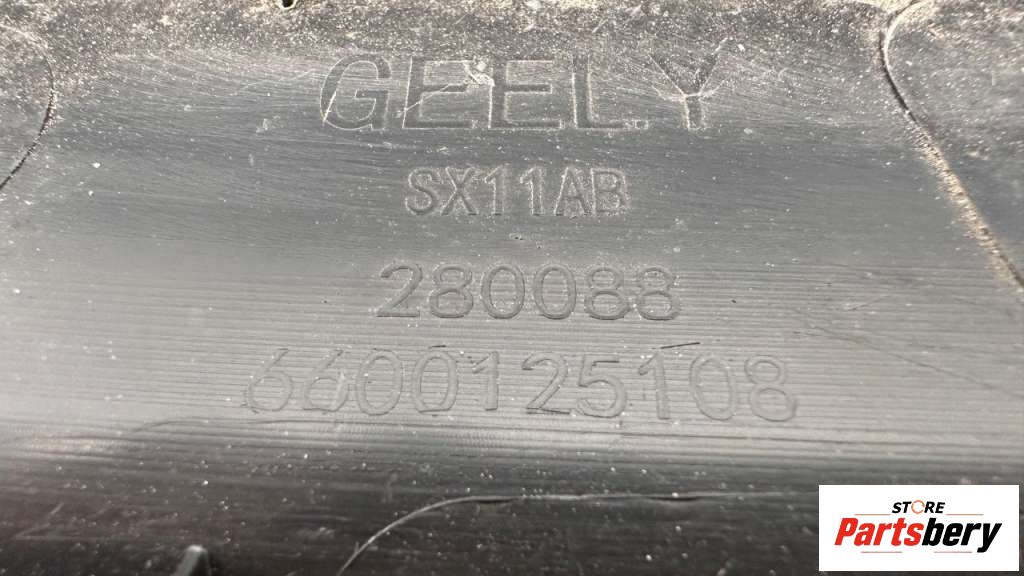 GEELY
SX11AB
280088
6600125108
STORE
Partsbery